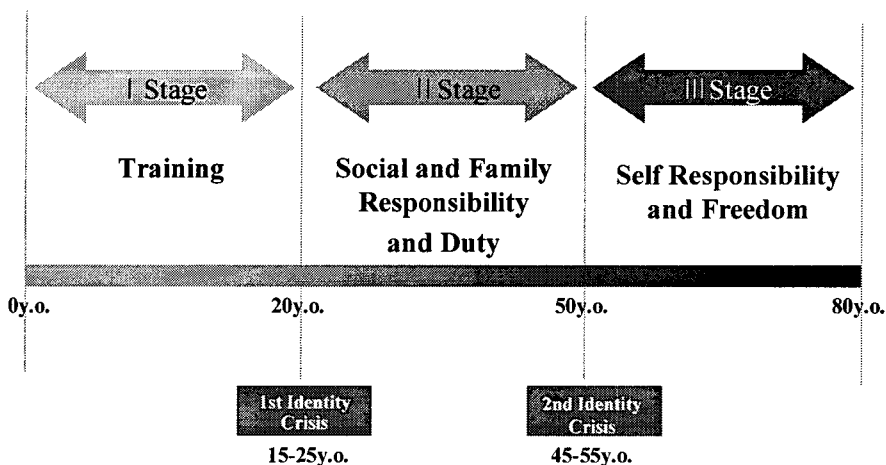 I Stage
II Stage
III Stage
Training
Social and Family
Responsibility
and Duty
Self Responsibility
and Freedom
0y.o.
20y.o.
50y.o.
80y.o.
1st Identity
Crisis
2nd Identity
Crisis
15-25y.o.
45-55y.o.